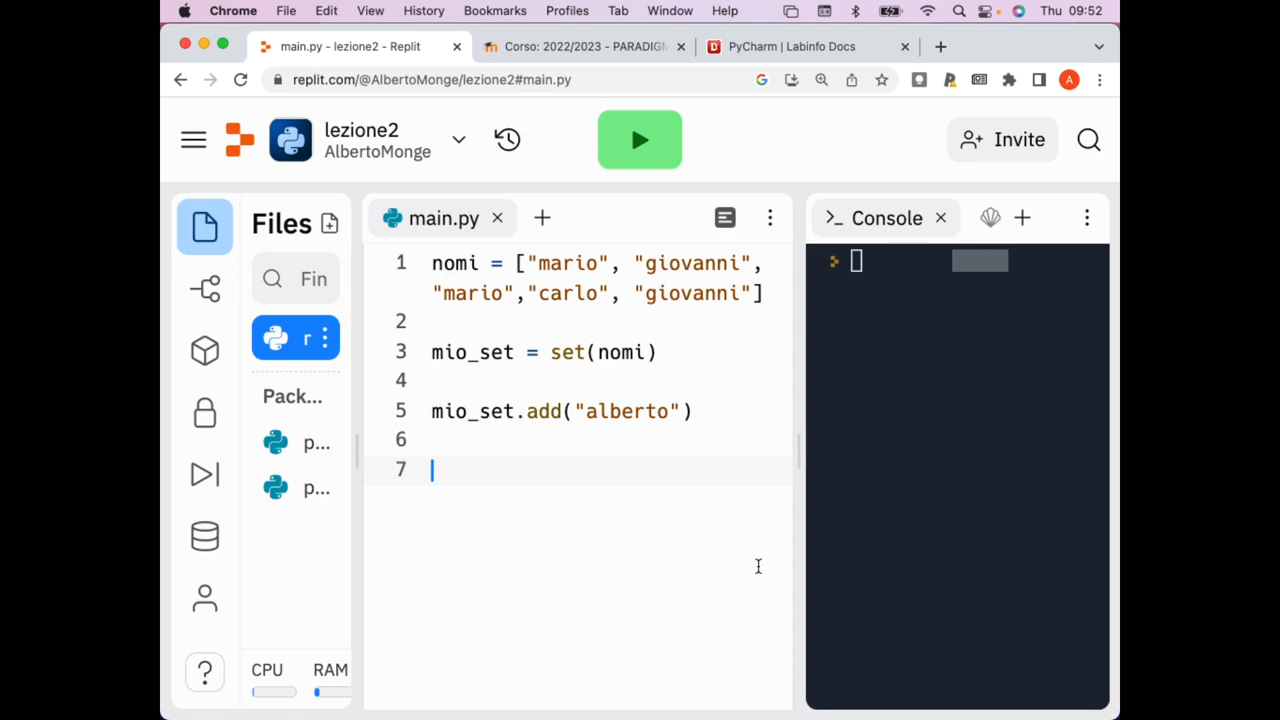 Chrome File Edit View History Bookmarks Profiles Tab Window Help Thu 09:52
main.py - lezione2 - Replit Corso: 2022/2023 - PARADIGM PyCharm | Labinfo Docs
replit.com/@AlbertoMonge/lezione2#main.py A
lezione2
AlbertoMonge
Invite
Files
main.py
Console
Fin
r
Pack...
p...
p...
CPU RAM
1 nomi = ["mario", "giovanni",
"mario","carlo", "giovanni"]
2
3 mio_set = set(nomi)
4
5 mio_set.add("alberto")
6
7